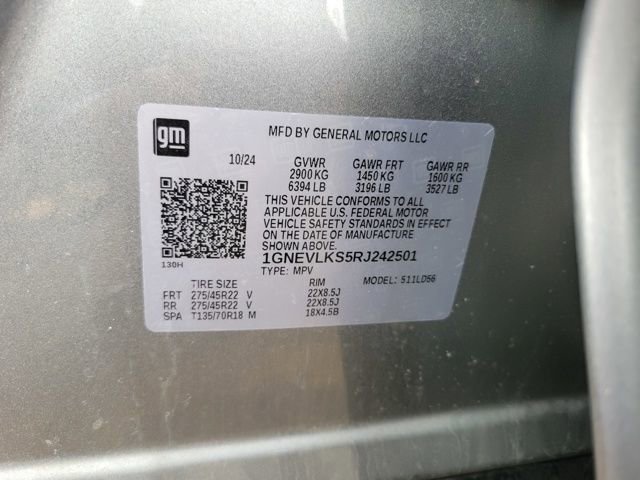 gm
MFD BY GENERAL MOTORS LLC
10/24 GVWR GAWR FRT GAWR RR
2900 KG 1450 KG 1600 KG
6394 LB 3196 LB 3527 LB
THIS VEHICLE CONFORMS TO ALL
APPLICABLE U.S. FEDERAL MOTOR
VEHICLE SAFETY STANDARDS IN EFFECT
ON THE DATE OF MANUFACTURE
SHOWN ABOVE.
130H
1GNEVLKS5RJ242501
TYPE: MPV MODEL: 511LD56
TIRE SIZE RIM
FRT 275/45R22 V 22X8.5J
RR 275/45R22 V 22X8.5J
SPA T135/70R18 M 18X4.5B